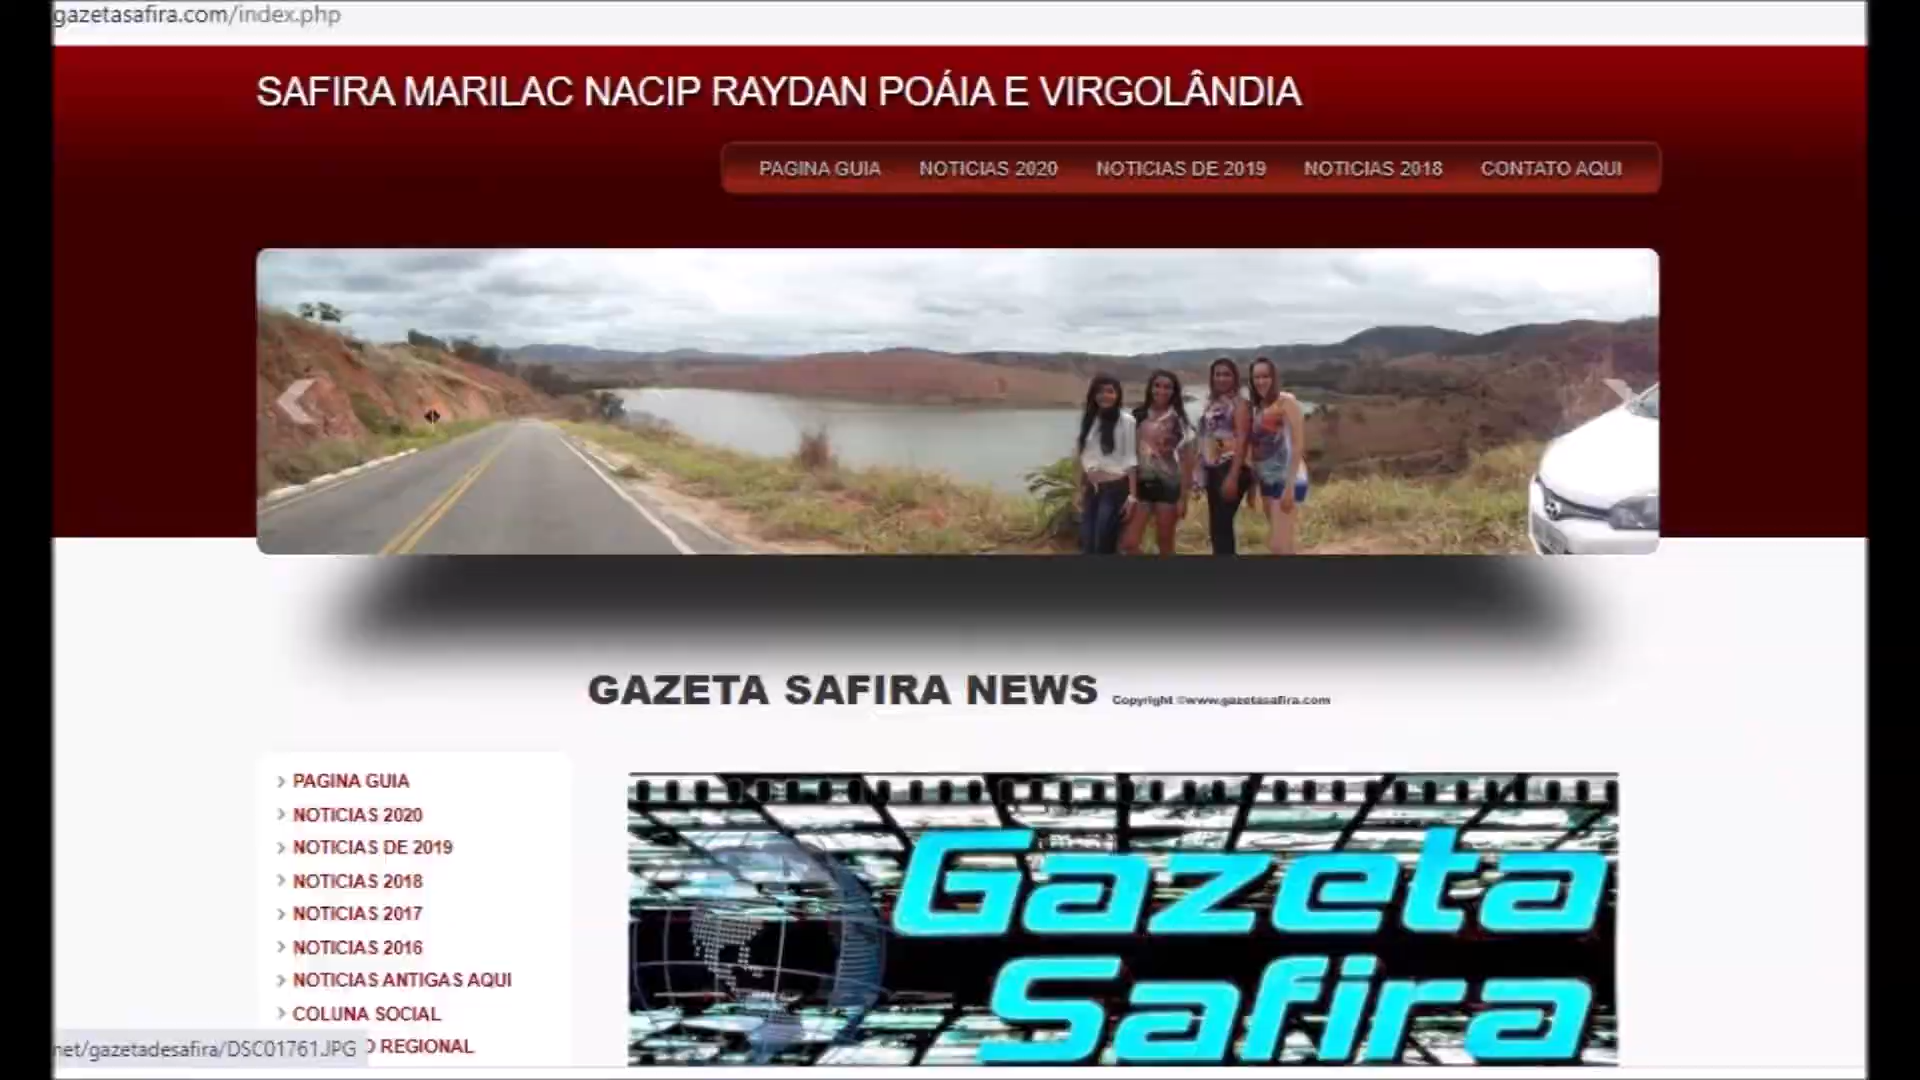 gazetasafira.com/index.php
SAFIRA MARILAC NACIP RAYDAN POÁIA E VIRGOLÂNDIA
PAGINA GUIA NOTICIAS 2020 NOTICIAS DE 2019 NOTICIAS 2018 CONTATO AQUI
GAZETA SAFIRA NEWS Copyright ©www.gazetasafira.com
PAGINA GUIA
NOTICIAS 2020
NOTICIAS DE 2019
NOTICIAS 2018
NOTICIAS 2017
NOTICIAS 2016
NOTICIAS ANTIGAS AQUI
COLUNA SOCIAL
REGIONAL
net/gazetadesafira/DSC01761.JPG
Gazeta
Safira